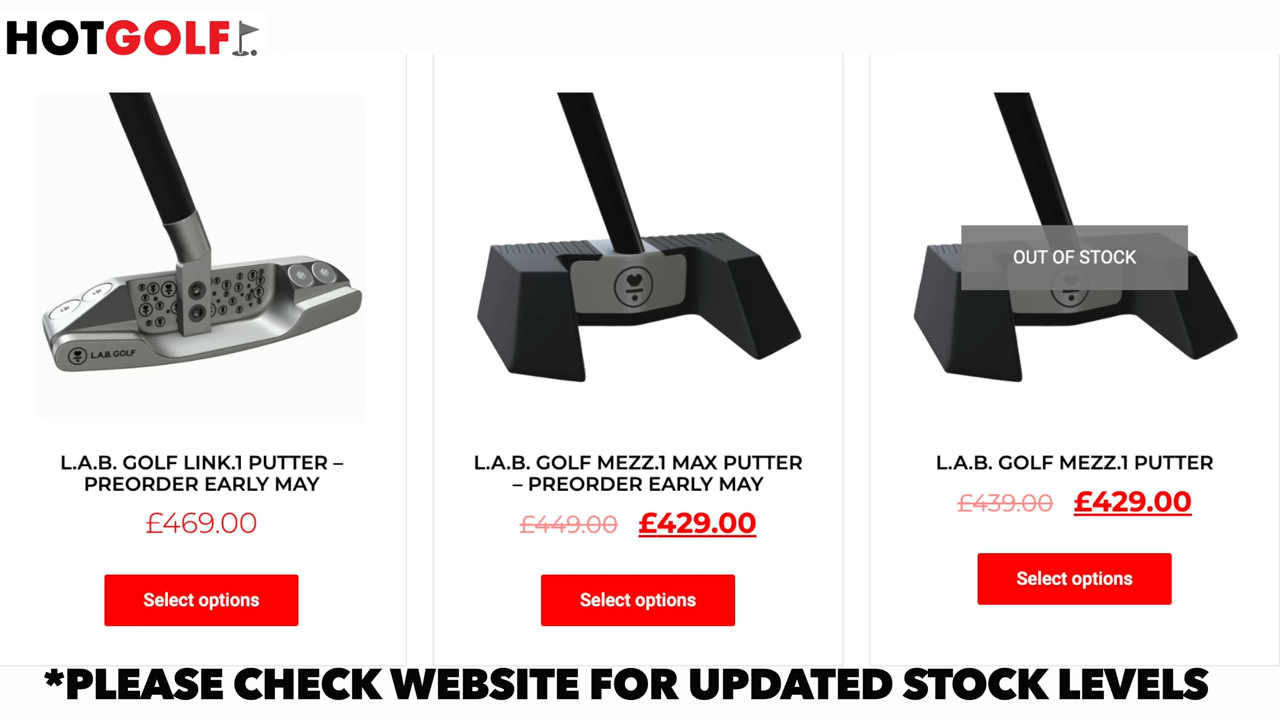 HOTGOLF
OUT OF STOCK
L.A.B. GOLF
L.A.B. GOLF LINK.1 PUTTER –
PREORDER EARLY MAY
£469.00
Select options
L.A.B. GOLF MEZZ.1 MAX PUTTER
– PREORDER EARLY MAY
£449.00 £429.00
Select options
L.A.B. GOLF MEZZ.1 PUTTER
£439.00 £429.00
Select options
*PLEASE CHECK WEBSITE FOR UPDATED STOCK LEVELS